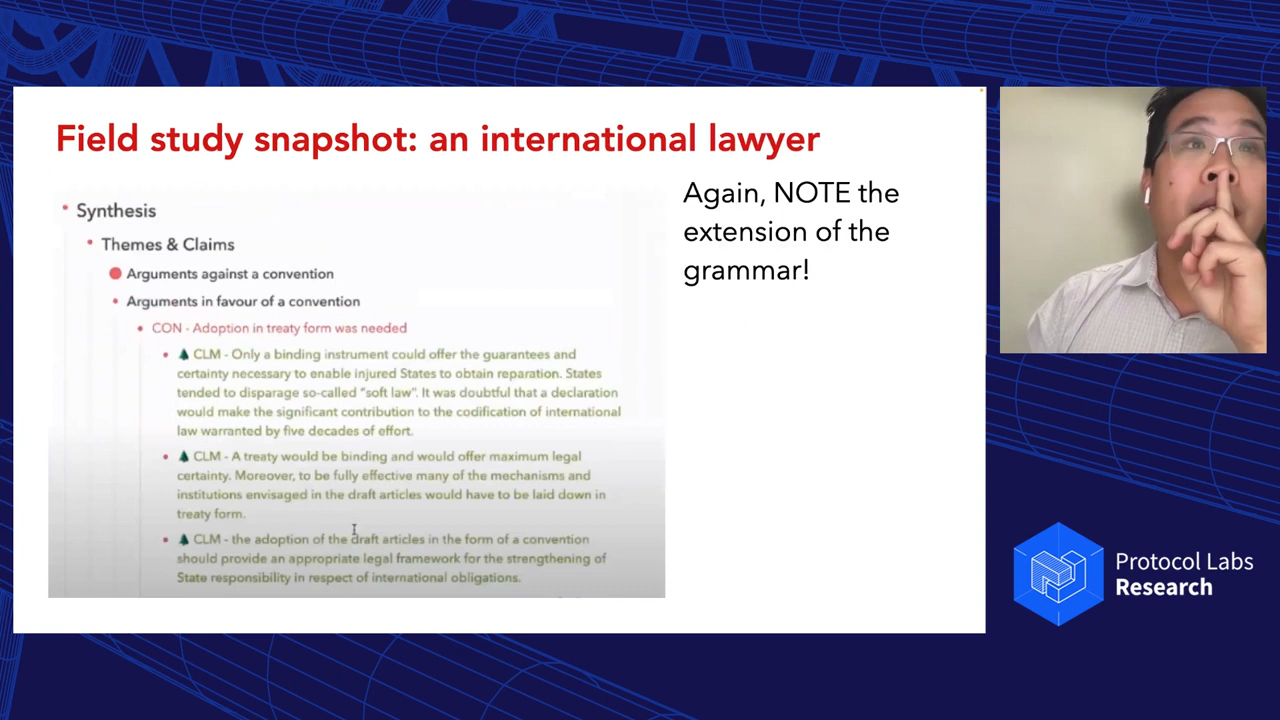 Field study snapshot: an international lawyer
Synthesis
Themes & Claims
Arguments against a convention
Arguments in favour of a convention
CON - Adoption in treaty form was needed
CLM - Only a binding instrument could offer the guarantees and
certainty necessary to enable injured States to obtain reparation. States
tended to disparage so-called "soft law". It was doubtful that a declaration
would make the significant contribution to the codification of international
law warranted by five decades of effort.
CLM - A treaty would be binding and would offer maximum legal
certainty. Moreover, to be fully effective many of the mechanisms and
institutions envisaged in the draft articles would have to be laid down in
treaty form.
CLM - the adoption of the draft articles in the form of a convention
should provide an appropriate legal framework for the strengthening of
State responsibility in respect of international obligations.
Again, NOTE the
extension of the
grammar!
Protocol Labs
Research